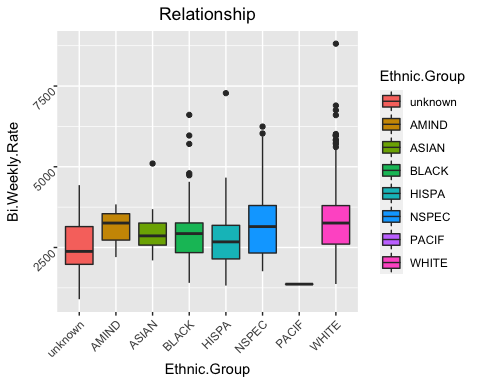 Relationship
Bi.Weekly.Rate
7500
5000
2500
unknown
AMIND
ASIAN
BLACK
HISPA
NSPEC
PACIF
WHITE
Ethnic.Group
Ethnic.Group
unknown
AMIND
ASIAN
BLACK
HISPA
NSPEC
PACIF
WHITE